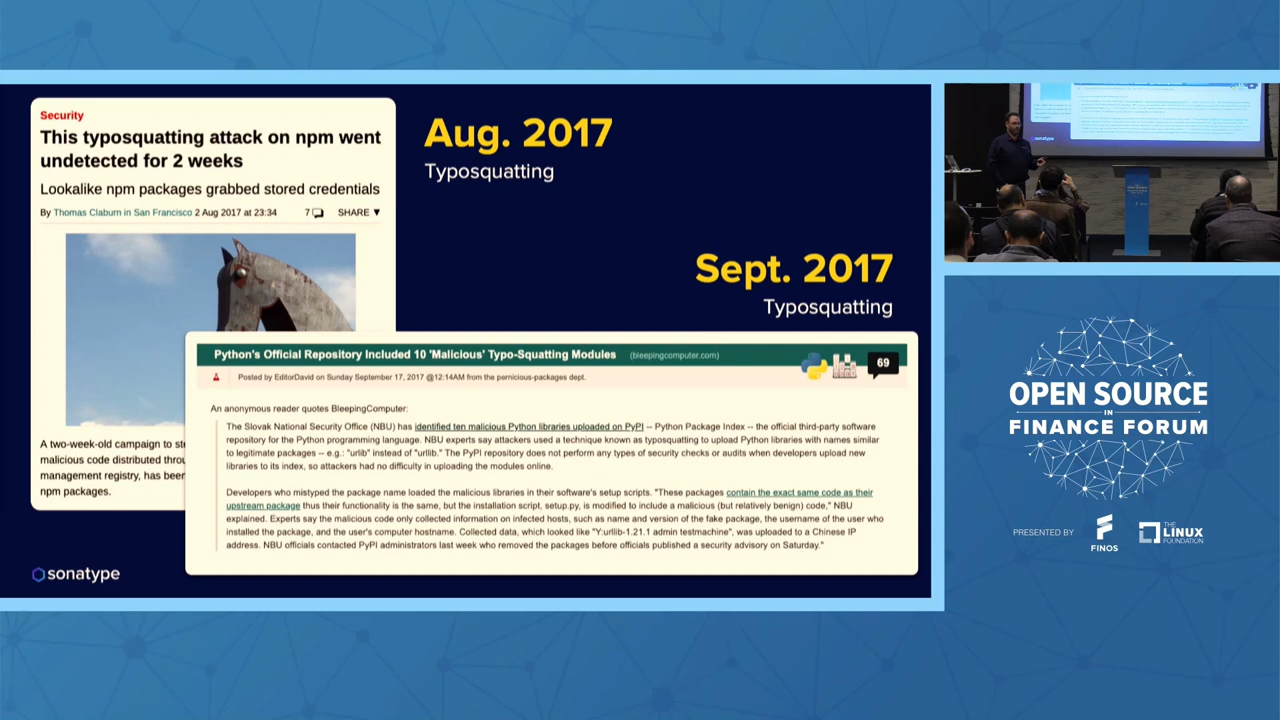 Security
This typosquatting attack on npm went
undetected for 2 weeks
Lookalike npm packages grabbed stored credentials
By Thomas Claburn in San Francisco 2 Aug 2017 at 23:34 7 SHARE ▼
A two-week-old campaign to ste
malicious code distributed throu
management registry, has been
npm packages.
Aug. 2017
Typosquatting
Sept. 2017
Typosquatting
Python's Official Repository Included 10 'Malicious' Typo-Squatting Modules (bleepingcomputer.com)
69
Posted by EditorDavid on Sunday September 17, 2017 @12:14AM from the pernicious-packages dept.
An anonymous reader quotes BleepingComputer:
The Slovak National Security Office (NBU) has identified ten malicious Python libraries uploaded on PyPI -- Python Package Index -- the official third-party software
repository for the Python programming language. NBU experts say attackers used a technique known as typosquatting to upload Python libraries with names similar
to legitimate packages -- e.g.: "urlib" instead of "urllib." The PyPI repository does not perform any types of security checks or audits when developers upload new
libraries to its index, so attackers had no difficulty in uploading the modules online.
Developers who mistyped the package name loaded the malicious libraries in their software's setup scripts. "These packages contain the exact same code as their
upstream package thus their functionality is the same, but the installation script, setup.py, is modified to include a malicious (but relatively benign) code," NBU
explained. Experts say the malicious code only collected information on infected hosts, such as name and version of the fake package, the username of the user who
installed the package, and the user's computer hostname. Collected data, which looked like "Y:urllib-1.21.1 admin testmachine", was uploaded to a Chinese IP
address. NBU officials contacted PyPI administrators last week who removed the packages before officials published a security advisory on Saturday."
sonatype
sonatype
OPEN SOURCE
IN
FINANCE FORUM
PRESENTED BY
FINOS
THE
LINUX
FOUNDATION